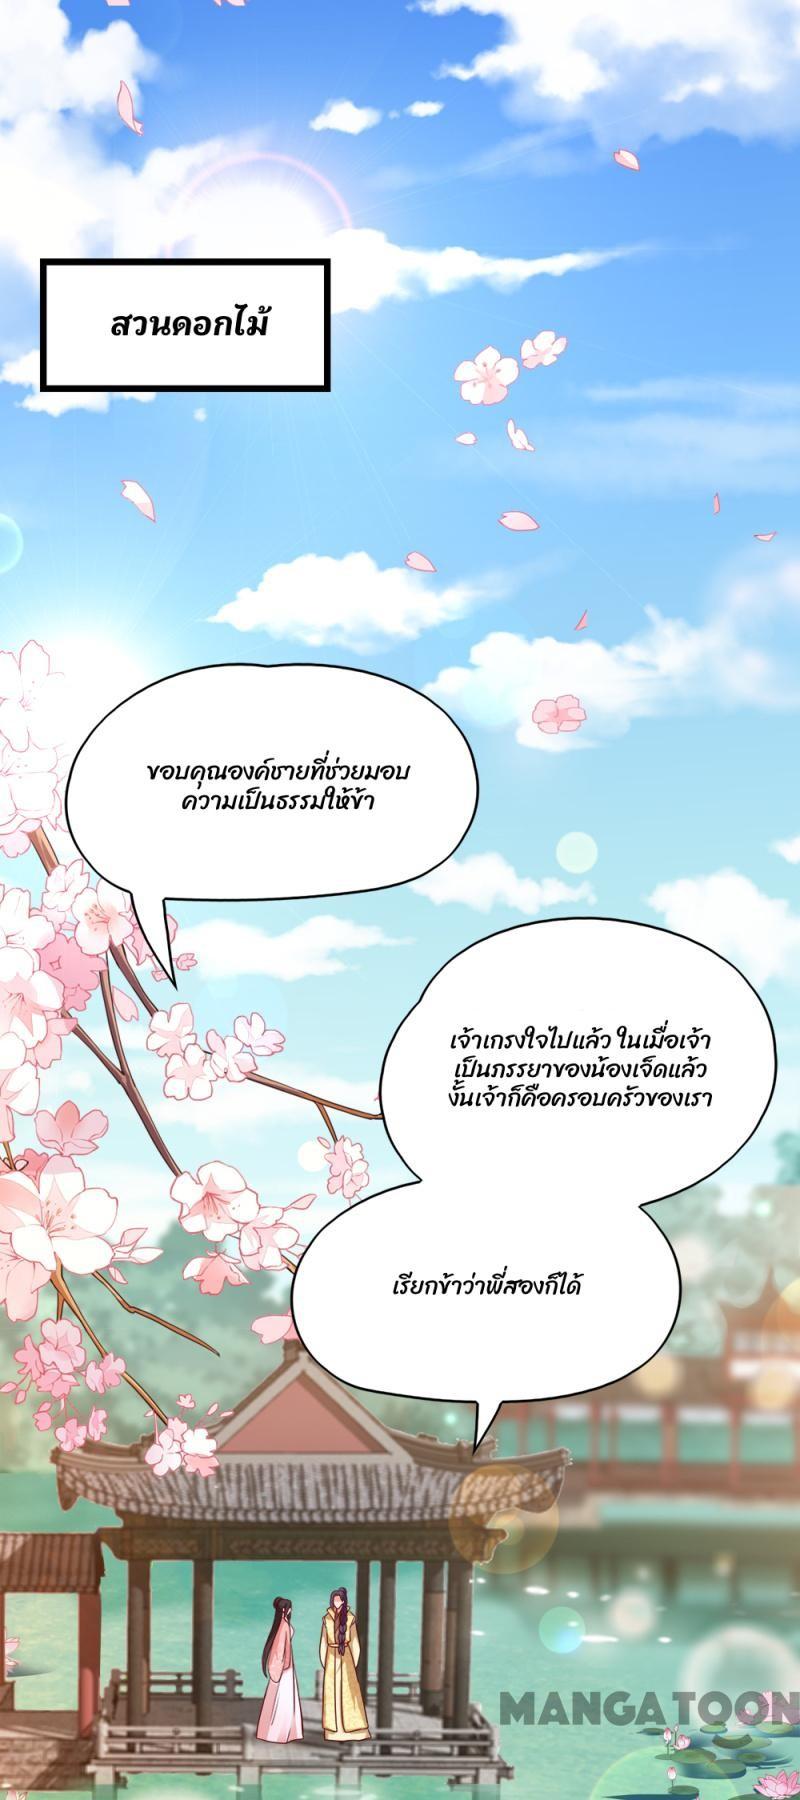 สวนดอกไม้
ขอบคุณองค์ชายที่ช่วยมอบ
ความเป็นธรรมให้ข้า
เจ้าเกรงใจไปแล้ว ในเมื่อเจ้า
เป็นภรรยาของน้องเจ็ดแล้ว
งั้นเจ้าก็คือครอบครัวของเรา
เรียกข้าว่าพี่สองก็ได้
MANGATOON